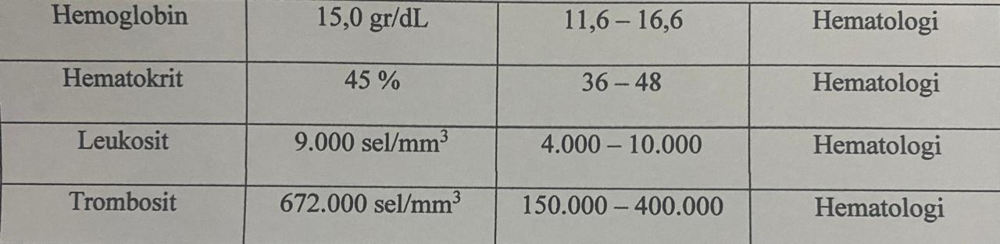 Hemoglobin 15,0 gr/dL 11,6 – 16,6 Hematologi
Hematokrit 45 % 36 – 48 Hematologi
Leukosit 9.000 sel/mm³ 4.000 – 10.000 Hematologi
Trombosit 672.000 sel/mm³ 150.000 – 400.000 Hematologi